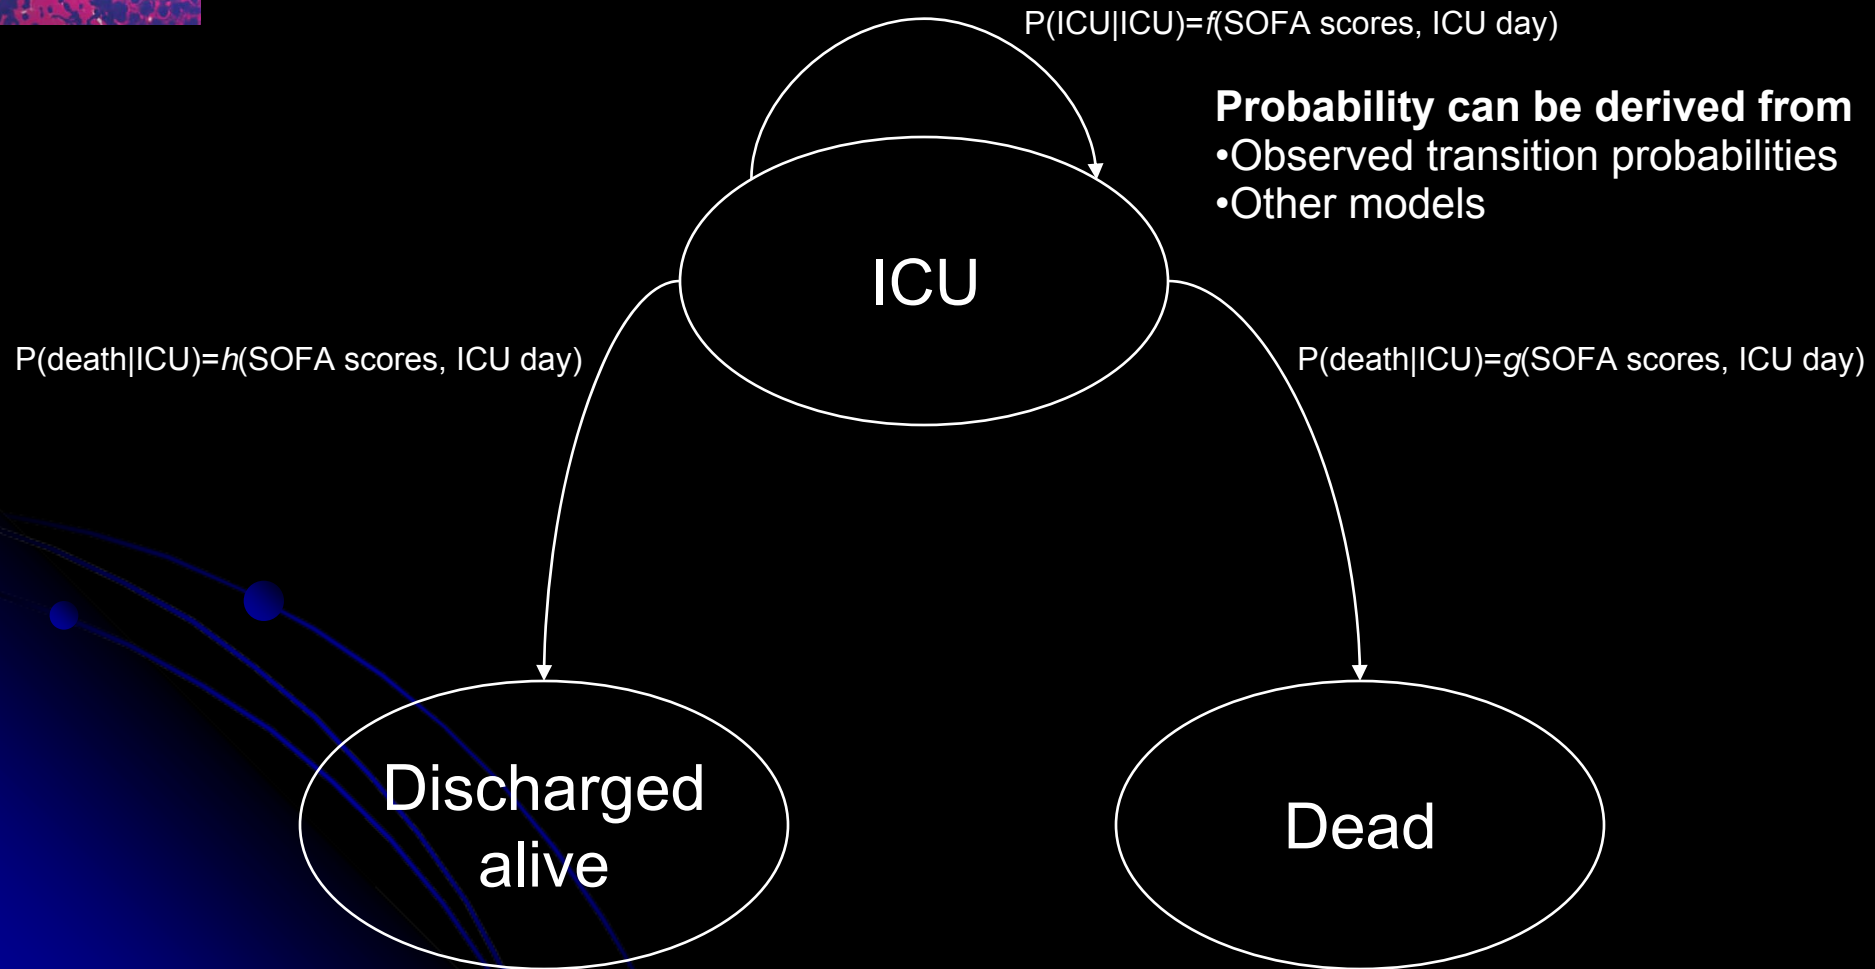 P(ICU|ICU)=f(SOFA scores, ICU day)
Probability can be derived from
•Observed transition probabilities
•Other models
ICU
P(death|ICU)=h(SOFA scores, ICU day)
P(death|ICU)=g(SOFA scores, ICU day)
Discharged
alive
Dead